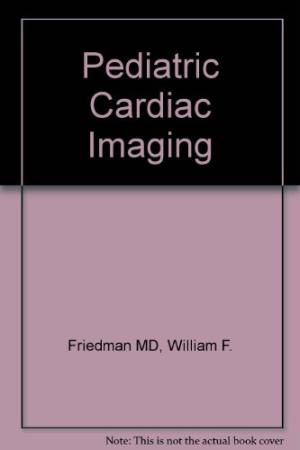 Pediatric
Cardiac
Imaging
Friedman MD, William F.
Note: This is not the actual book cover